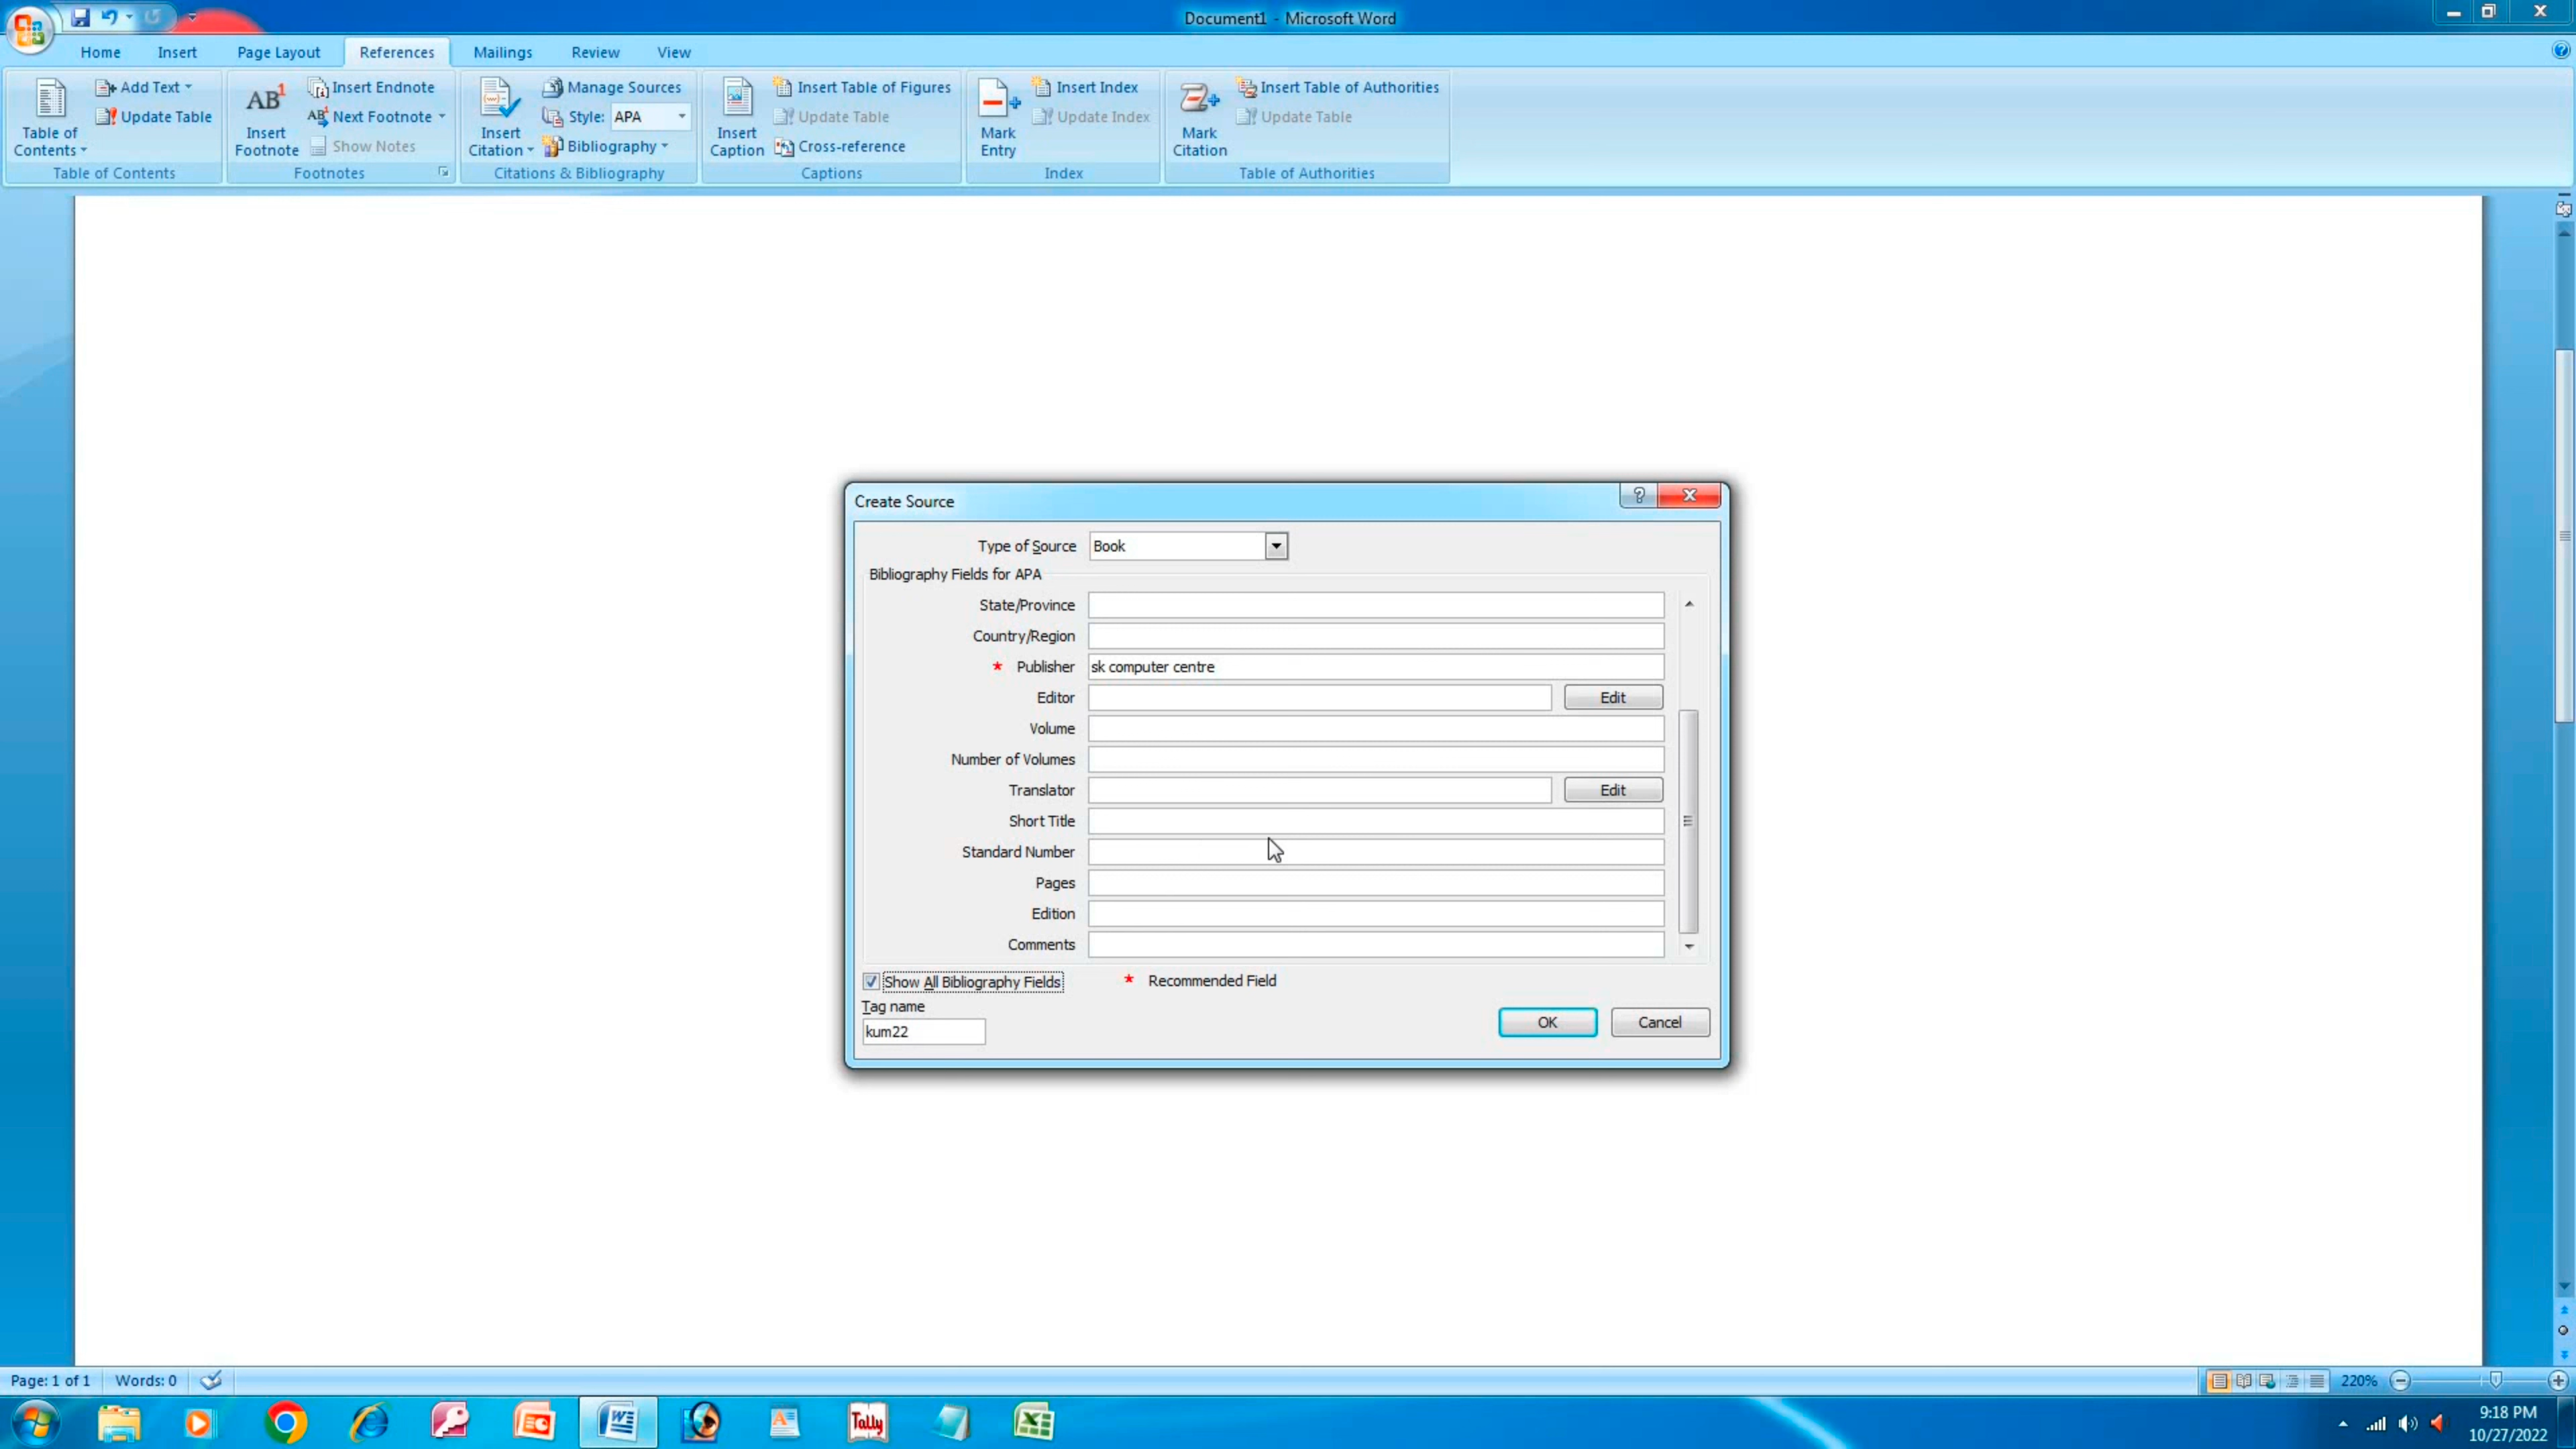 Document1 - Microsoft Word
Home Insert Page Layout References Mailings Review View
Table of Contents
Add Text
Update Table
Table of Contents
AB1
Insert Footnote
Insert Endnote
Next Footnote
Show Notes
Footnotes
Insert Citation
Manage Sources
Style: APA
Bibliography
Citations & Bibliography
Insert Caption
Insert Table of Figures
Update Table
Cross-reference
Captions
Mark Entry
Insert Index
Update Index
Index
Mark Citation
Insert Table of Authorities
Update Table
Table of Authorities
Create Source
Type of Source Book
Bibliography Fields for APA
State/Province
Country/Region
* Publisher sk computer centre
Editor Edit
Volume
Number of Volumes
Translator Edit
Short Title
Standard Number
Pages
Edition
Comments
Show All Bibliography Fields * Recommended Field
Tag name
kum22
OK Cancel
Page: 1 of 1 Words: 0 220%
Tally
9:18 PM
10/27/2022